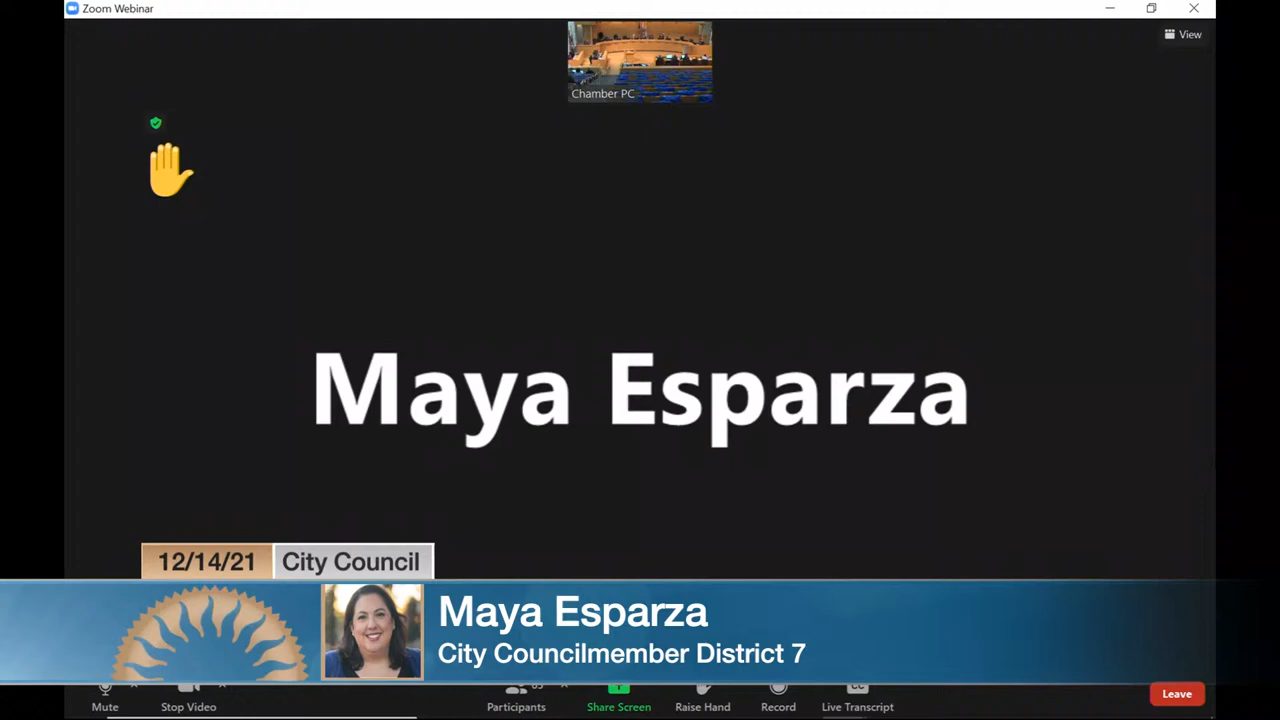 Zoom Webinar
View
Chamber PC
Maya Esparza
12/14/21 City Council
Maya Esparza
City Councilmember District 7
Mute
Stop Video
Participants
Share Screen
Raise Hand
Record
Live Transcript
Leave